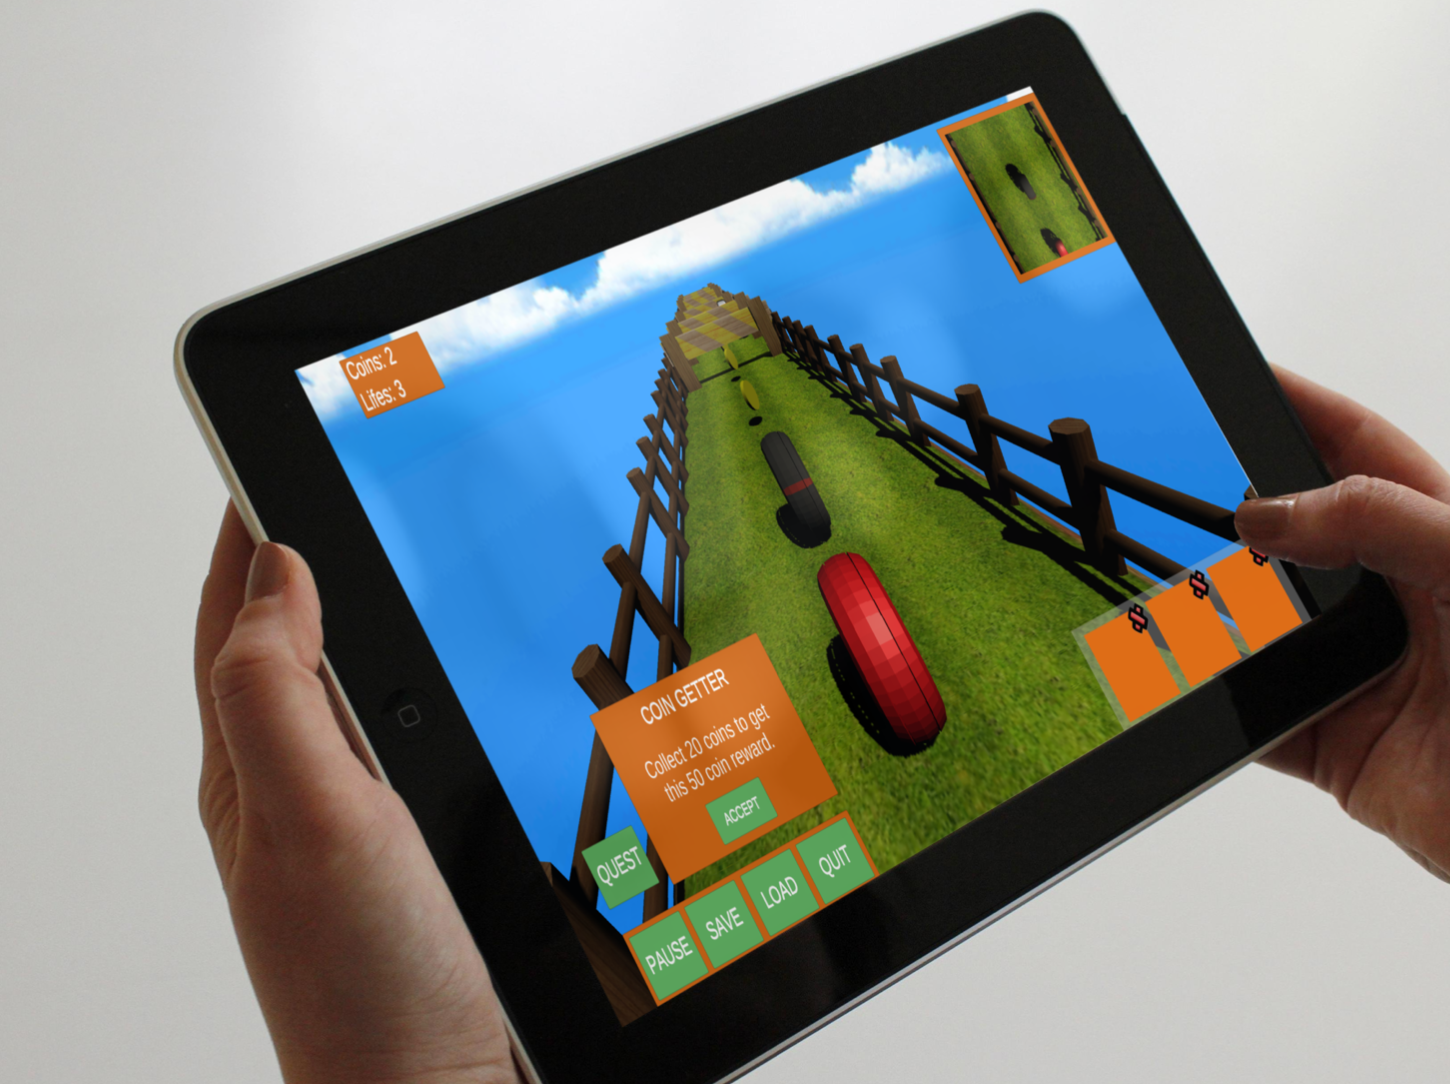 Coins: 2
Lifes: 3
COIN GETTER
Collect 20 coins to get
this 50 coin reward.
ACCEPT
QUEST
PAUSE
SAVE
LOAD
QUIT